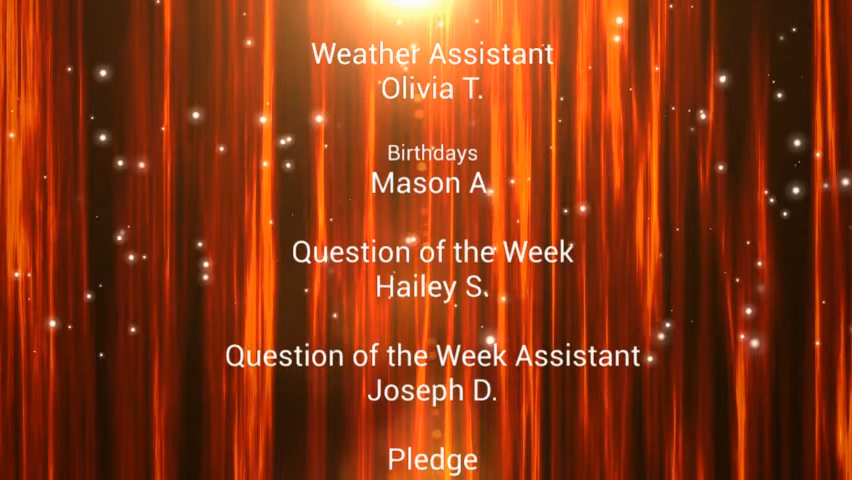 Weather Assistant
Olivia T.
Birthdays
Mason A.
Question of the Week
Hailey S.
Question of the Week Assistant
Joseph D.
Pledge